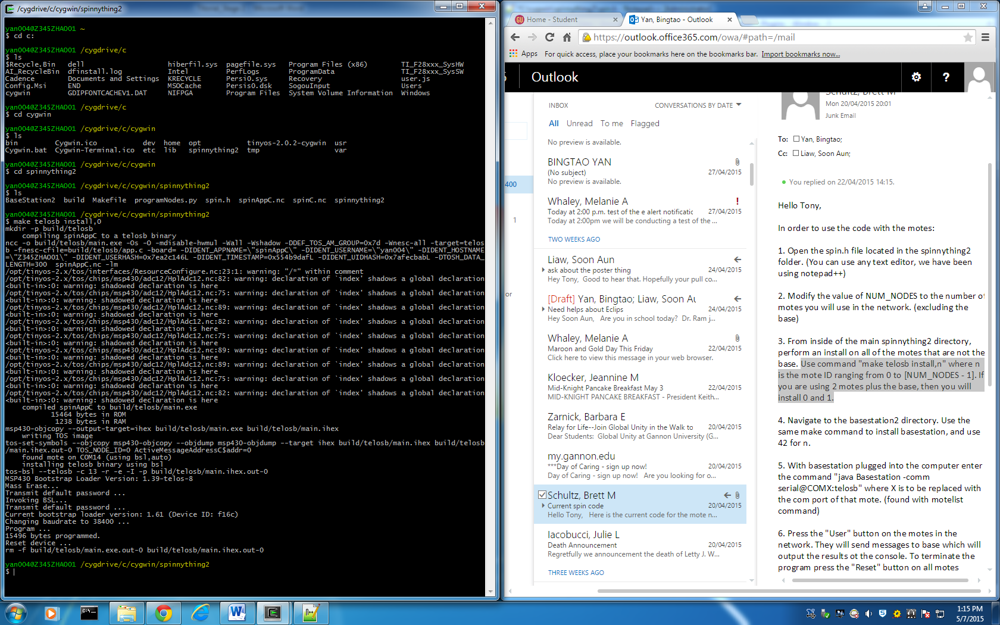 /cygdrive/c/cygwin/spinnything2
yan004@Z345ZHA001 ~
$ cd c:
yan004@Z345ZHA001 /cygdrive/c
$ ls
$Recycle.Bin dell hiberfil.sys pagefile.sys Program Files (x86) TI_F28xxx_SysHW
AI_RecycleBin dfinstall.log Intel PerfLogs ProgramData TI_F28xxx_SysSW
Cadence Documents and Settings KRECYCLE PersiO.sys Recovery user.js
Config.Msi END MSOCache PersisO.dsk SogouInput Users
cygwin GDIPFONTCACHEV1.DAT NIFPGA Program Files System Volume Information Windows
yan004@Z345ZHA001 /cygdrive/c
$ cd cygwin
yan004@Z345ZHA001 /cygdrive/c/cygwin
$ ls
bin Cygwin.ico dev home opt tinyos-2.0.2-cygwin usr
Cygwin.bat Cygwin-Terminal.ico etc lib spinnything2 tmp var
yan004@Z345ZHA001 /cygdrive/c/cygwin
$ cd spinnything2
yan004@Z345ZHA001 /cygdrive/c/cygwin/spinnything2
$ ls
BaseStation2 build Makefile programNodes.py spin.h spinAppC.nc spinC.nc spinnything2
yan004@Z345ZHA001 /cygdrive/c/cygwin/spinnything2
$ make telosb install,0
mkdir -p build/telosb
compiling spinAppC to a telosb binary
ncc -o build/telosb/main.exe -Os -O -mdisable-hwmul -Wall -Wshadow -DDEF_TOS_AM_GROUP=0x7d -Wnesc-all -target=telos
b -fnesc-cfile=build/telosb/app.c -board= -DIDENT_APPNAME=\"spinAppC\" -DIDENT_USERNAME=\"yan004\" -DIDENT_HOSTNAME
=\"Z345ZHA001\" -DIDENT_USERHASH=0x7ea2c146L -DIDENT_TIMESTAMP=0x554b9dafL -DIDENT_UIDHASH=0x7afecbabL -DTOSH_DATA_
LENGTH=300 spinAppC.nc -lm
/opt/tinyos-2.x/tos/interfaces/ResourceConfigure.nc:23:1: warning: "/*" within comment
/opt/tinyos-2.x/tos/chips/msp430/adc12/HplAdc12.nc:82: warning: declaration of `index' shadows a global declaration
<built-in>:0: warning: shadowed declaration is here
/opt/tinyos-2.x/tos/chips/msp430/adc12/HplAdc12.nc:75: warning: declaration of `index' shadows a global declaration
<built-in>:0: warning: shadowed declaration is here
/opt/tinyos-2.x/tos/chips/msp430/adc12/HplAdc12.nc:89: warning: declaration of `index' shadows a global declaration
<built-in>:0: warning: shadowed declaration is here
/opt/tinyos-2.x/tos/chips/msp430/adc12/HplAdc12.nc:82: warning: declaration of `index' shadows a global declaration
<built-in>:0: warning: shadowed declaration is here
/opt/tinyos-2.x/tos/chips/msp430/adc12/HplAdc12.nc:75: warning: declaration of `index' shadows a global declaration
<built-in>:0: warning: shadowed declaration is here
/opt/tinyos-2.x/tos/chips/msp430/adc12/HplAdc12.nc:89: warning: declaration of `index' shadows a global declaration
<built-in>:0: warning: shadowed declaration is here
/opt/tinyos-2.x/tos/chips/msp430/adc12/HplAdc12.nc:89: warning: declaration of `index' shadows a global declaration
<built-in>:0: warning: shadowed declaration is here
/opt/tinyos-2.x/tos/chips/msp430/adc12/HplAdc12.nc:75: warning: declaration of `index' shadows a global declaration
<built-in>:0: warning: shadowed declaration is here
/opt/tinyos-2.x/tos/chips/msp430/adc12/HplAdc12.nc:82: warning: declaration of `index' shadows a global declaration
<built-in>:0: warning: shadowed declaration is here
compiled spinAppC to build/telosb/main.exe
15464 bytes in ROM
1238 bytes in RAM
msp430-objcopy --output-target=ihex build/telosb/main.exe build/telosb/main.ihex
writing TOS image
tos-set-symbols --objcopy msp430-objcopy --objdump msp430-objdump --target ihex build/telosb/main.ihex build/telosb
/main.ihex.out-0 TOS_NODE_ID=0 ActiveMessageAddressC$addr=0
found mote on COM14 (using bsl,auto)
installing telosb binary using bsl
tos-bsl --telosb -c 13 -r -e -I -p build/telosb/main.ihex.out-0
MSP430 Bootstrap Loader Version: 1.39-telos-8
Mass Erase...
Transmit default password ...
Invoking BSL...
Transmit default password ...
Current bootstrap loader version: 1.61 (Device ID: f16c)
Changing baudrate to 38400 ...
Program ...
15496 bytes programmed.
Reset device ...
rm -f build/telosb/main.exe.out-0 build/telosb/main.ihex.out-0
yan004@Z345ZHA001 /cygdrive/c/cygwin/spinnything2
$
GU Home - Student
Yan, Bingtao - Outlook
https://outlook.office365.com/owa/#path=/mail
Apps For quick access, place your bookmarks here on the bookmarks bar. Import bookmarks now...
5 Outlook
?
400
1
or
INBOX CONVERSATIONS BY DATE
All Unread To me Flagged
No preview is available.
BINGTAO YAN
(No subject) 27/04/2015
No preview is available.
Whaley, Melanie A !
Today at 2:00 p.m. test of the e alert notificatic 27/04/2015
Today at 2:00pm we will be conducting a test of the ...
TWO WEEKS AGO
Liaw, Soon Aun
ask about the poster thing 24/04/2015
Hey Tony, Good to hear that. Hopefully your pull co...
[Draft] Yan, Bingtao; Liaw, Soon Au
Need helps about Eclips 24/04/2015
Hey Soon Aun, Are you in school today? Dr. Ram j...
Whaley, Melanie A
Maroon and Gold Day This Friday 22/04/2015
Click here to view this message in your web browser.
Kloecker, Jeannine M
Mid-Knight Pancake Breakfast May 3 22/04/2015
MID-KNIGHT PANCAKE BREAKFAST - President Keith...
Zarnick, Barbara E
Relay for Life--Join Global Unity in the Walk to 20/04/2015
Dear Students: Global Unity at Gannon University (G...
my.gannon.edu
***Day of Caring - sign up now! 20/04/2015
Day of Caring - sign up now! Are you looking for o...
Schultz, Brett M
Current spin code 20/04/2015
Hello Tony, Here is the current code for the mote n...
Iacobucci, Julie L
Death Announcement 20/04/2015
Regretfully we announcement the death of Letty J. W...
THREE WEEKS AGO
Schultz, Brett M
Mon 20/04/2015 20:01
Junk Email
To: Yan, Bingtao;
Cc: Liaw, Soon Aun;
You replied on 22/04/2015 14:15.
Hello Tony,
In order to use the code with the motes:
1. Open the spin.h file located in the spinnything2
folder. (You can use any text editor, we have been
using notepad++)
2. Modify the value of NUM_NODES to the number of
motes you will use in the network. (excluding the
base)
3. From inside of the main spinnything2 directory,
perform an install on all of the motes that are not the
base. Use command "make telosb install,n" where n
is the mote ID ranging from 0 to [NUM_NODES - 1]. If
you are using 2 motes plus the base, then you will
install 0 and 1.
4. Navigate to the basestation2 directory. Use the
same make command to install basestation, and use
42 for n.
5. With basestation plugged into the computer enter
the command "java Basestation -comm
serial@COMX:telosb" where X is to be replaced with
the com port of that mote. (found with motelist
command)
6. Press the "User" button on the motes in the
network. They will send messages to base which will
output the results ot the console. To terminate the
program press the "Reset" button on all motes
1:15 PM
5/7/2015